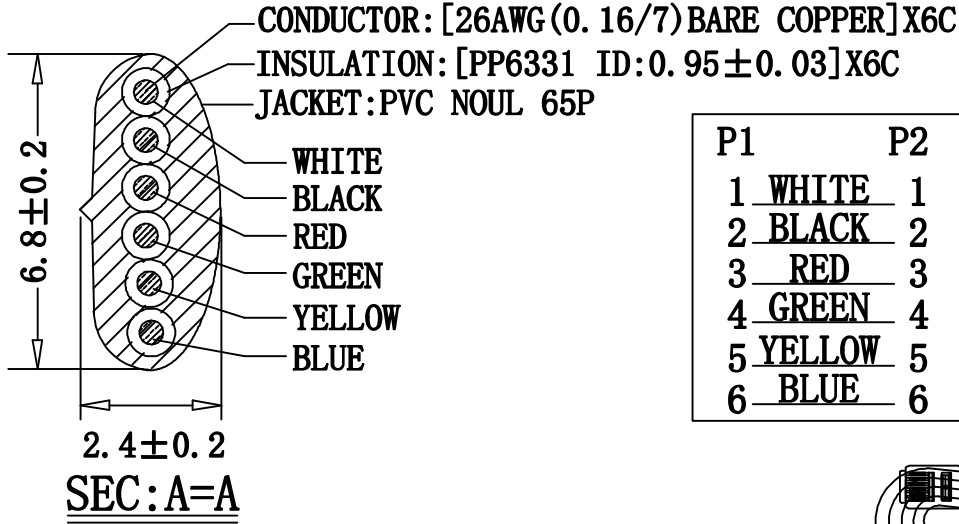 CONDUCTOR:[26AWG(0.16/7)BARE COPPER]X6C
INSULATION:[PP6331 ID:0.95±0.03]X6C
JACKET:PVC NOUL 65P
WHITE
BLACK
RED
GREEN
YELLOW
BLUE
6.8±0.2
2.4±0.2
SEC:A=A
P1 P2
1 WHITE 1
2 BLACK 2
3 RED 3
4 GREEN 4
5 YELLOW 5
6 BLUE 6